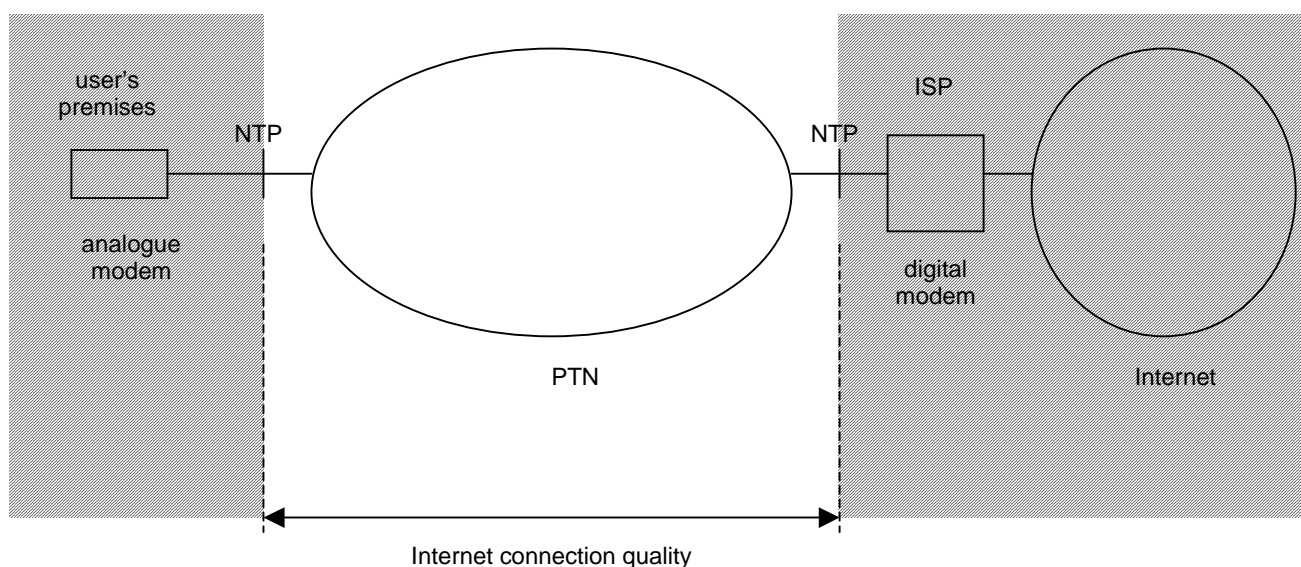 user's
premises
NTP
analogue
modem
PTN
NTP
ISP
digital
modem
Internet
Internet connection quality